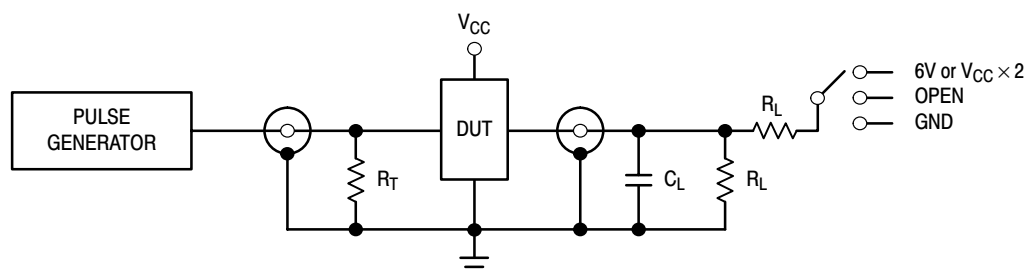 V_CC
PULSE
GENERATOR
R_T
DUT
C_L
R_L
R_L
6V or V_CC × 2
OPEN
GND